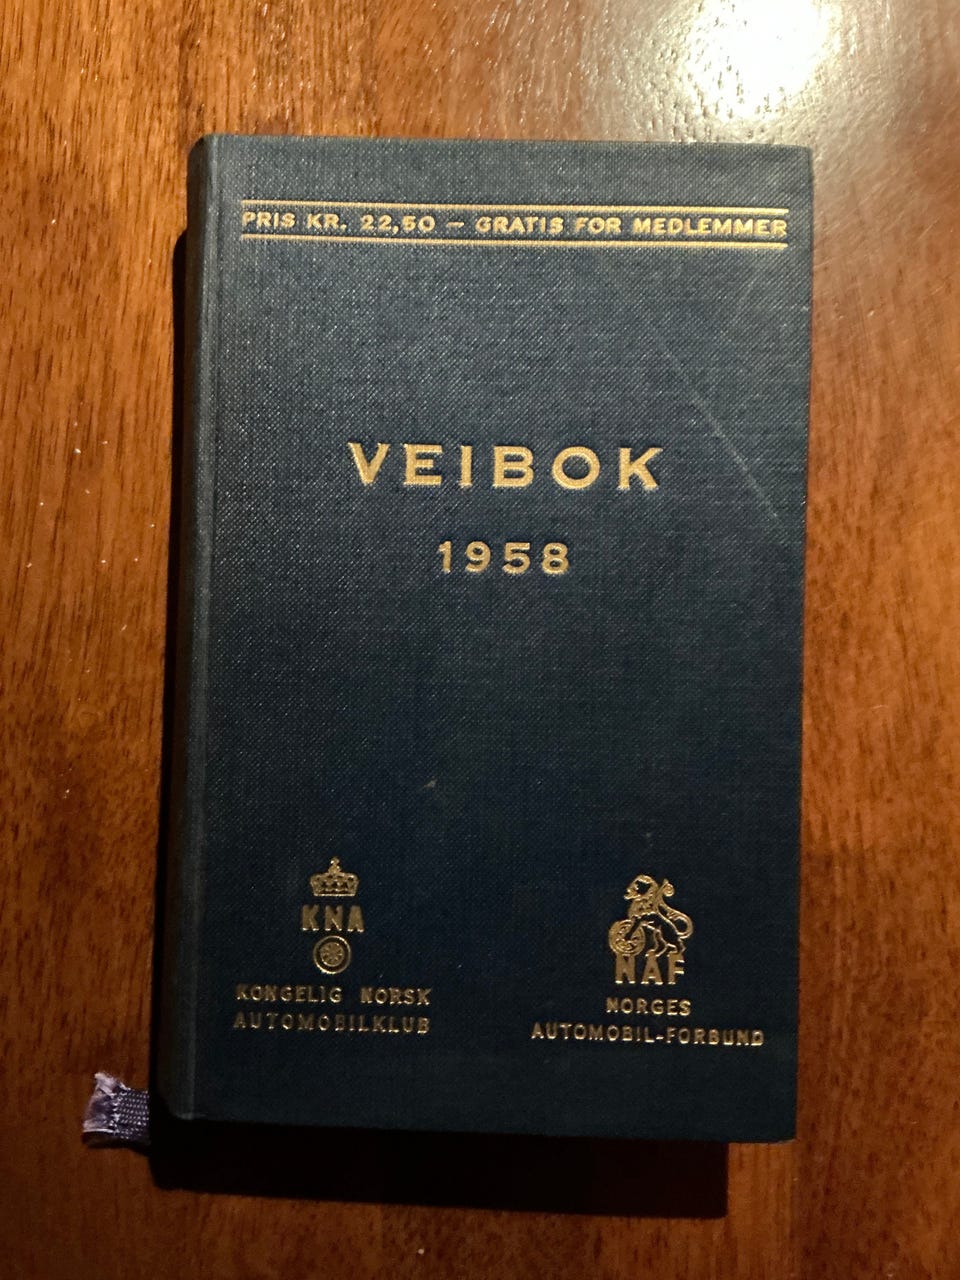 PRIS KR. 22,50 — GRATIS FOR MEDLEMMER
VEIBOK
1958
KNA
KONGELIG NORSK
AUTOMOBILKLUB
NAF
NORGES
AUTOMOBIL-FORBUND